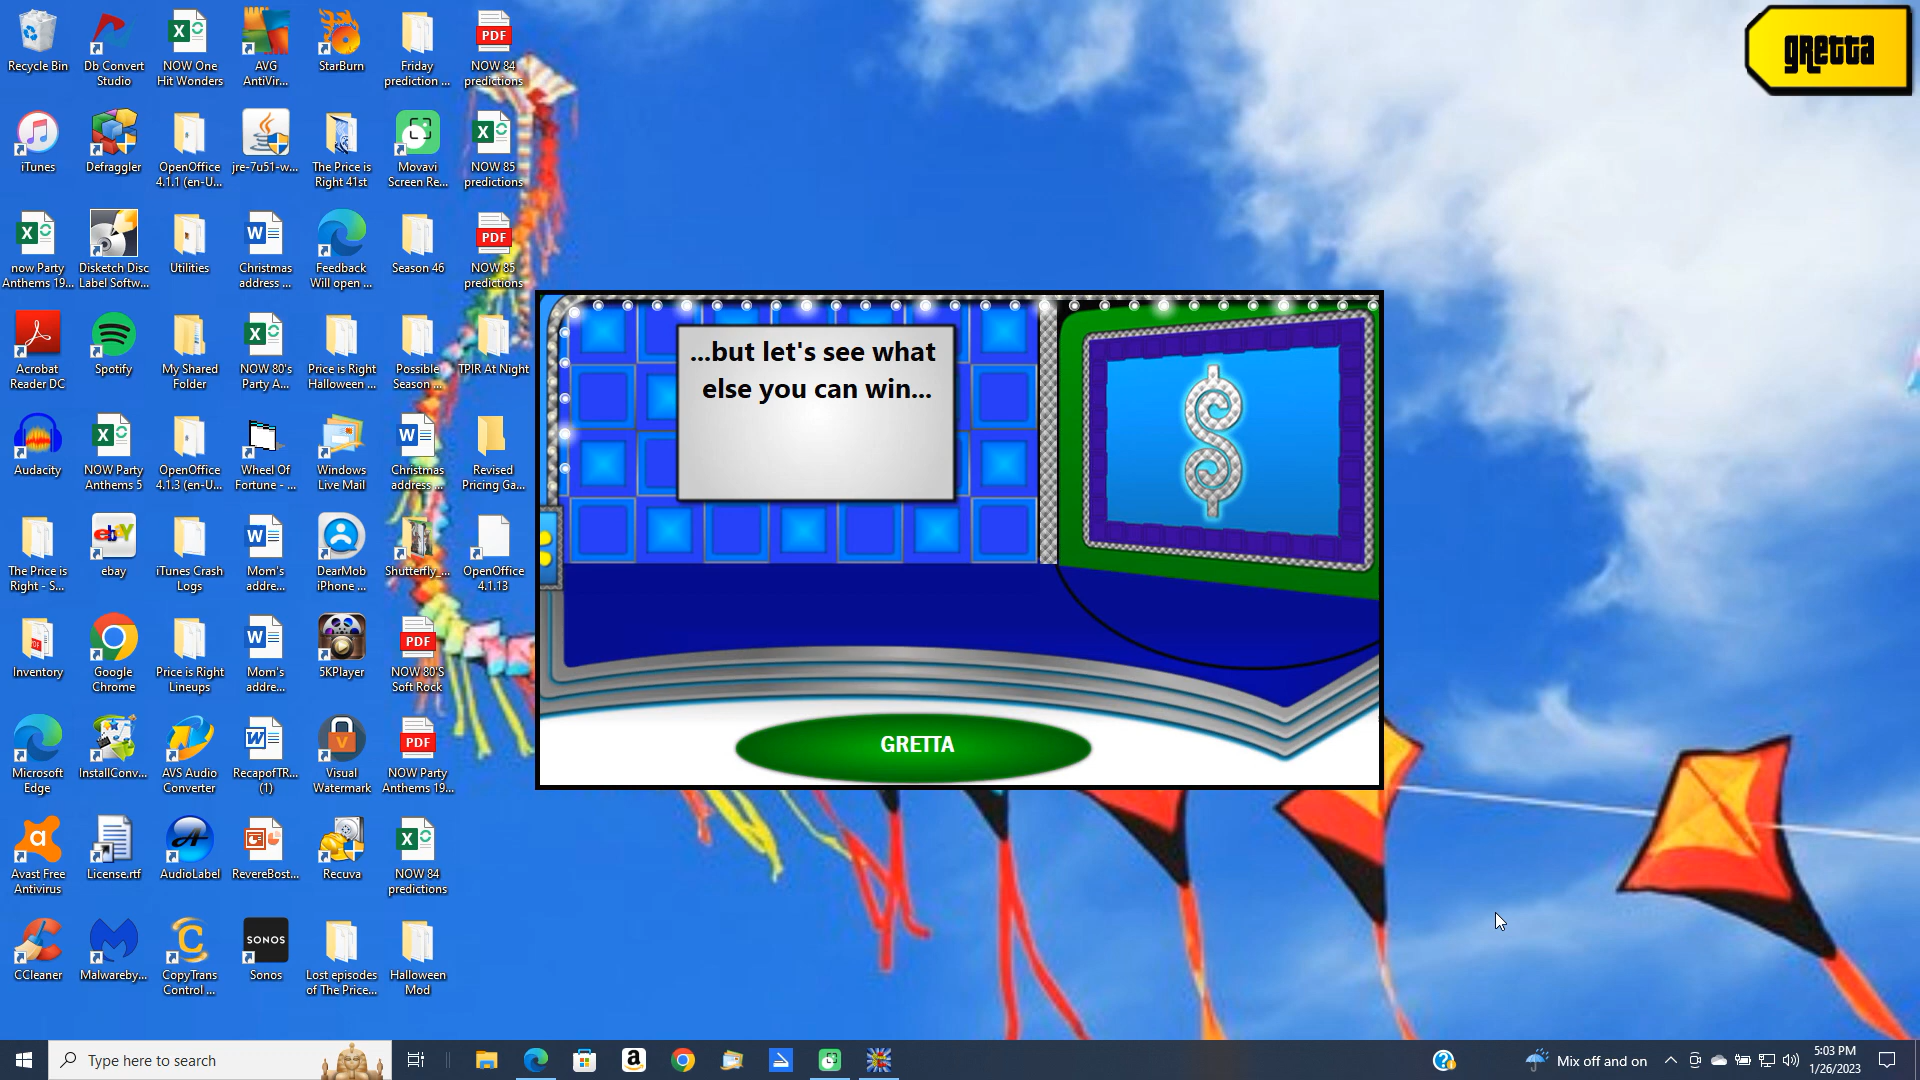 Recycle Bin
Db Convert
Studio
NOW One
Hit Wonders
AVG
AntiVir...
StarBurn
Friday
prediction ...
PDF
NOW 84
predictions
gretta
iTunes
Defraggler
OpenOffice
4.1.1 (en-U...
jre-7u51-w...
The Price is
Right 41st
Movavi
Screen Re...
NOW 85
predictions
now Party
Anthems 19...
Disketch Disc
Label Softw...
Utilities
Christmas
address ...
Feedback
Will open ...
Season 46
PDF
NOW 85
predictions
Acrobat
Reader DC
Spotify
My Shared
Folder
NOW 80's
Party A...
Price is Right
Halloween ...
Possible
Season ...
TPIR At Night
Audacity
NOW Party
Anthems 5
OpenOffice
4.1.3 (en-U...
Wheel Of
Fortune - ...
Windows
Live Mail
Christmas
address ...
Revised
Pricing Ga...
The Price is
Right - S...
ebay
ebay
iTunes Crash
Logs
Mom's
addre...
DearMob
iPhone ...
Shutterfly_...
OpenOffice
4.1.13
Inventory
Google
Chrome
Price is Right
Lineups
Mom's
addre...
5KPlayer
PDF
NOW 80'S
Soft Rock
Microsoft
Edge
InstallConv...
AVS Audio
Converter
RecapofTR...
(1)
Visual
Watermark
PDF
NOW Party
Anthems 19...
Avast Free
Antivirus
License.rtf
AudioLabel
RevereBost...
Recuva
NOW 84
predictions
CCleaner
Malwareby...
CopyTrans
Control ...
SONOS
Sonos
Lost episodes
of The Price...
Halloween
Mod
...but let's see what
else you can win...
$
GRETTA
Type here to search
Mix off and on
5:03 PM
1/26/2023